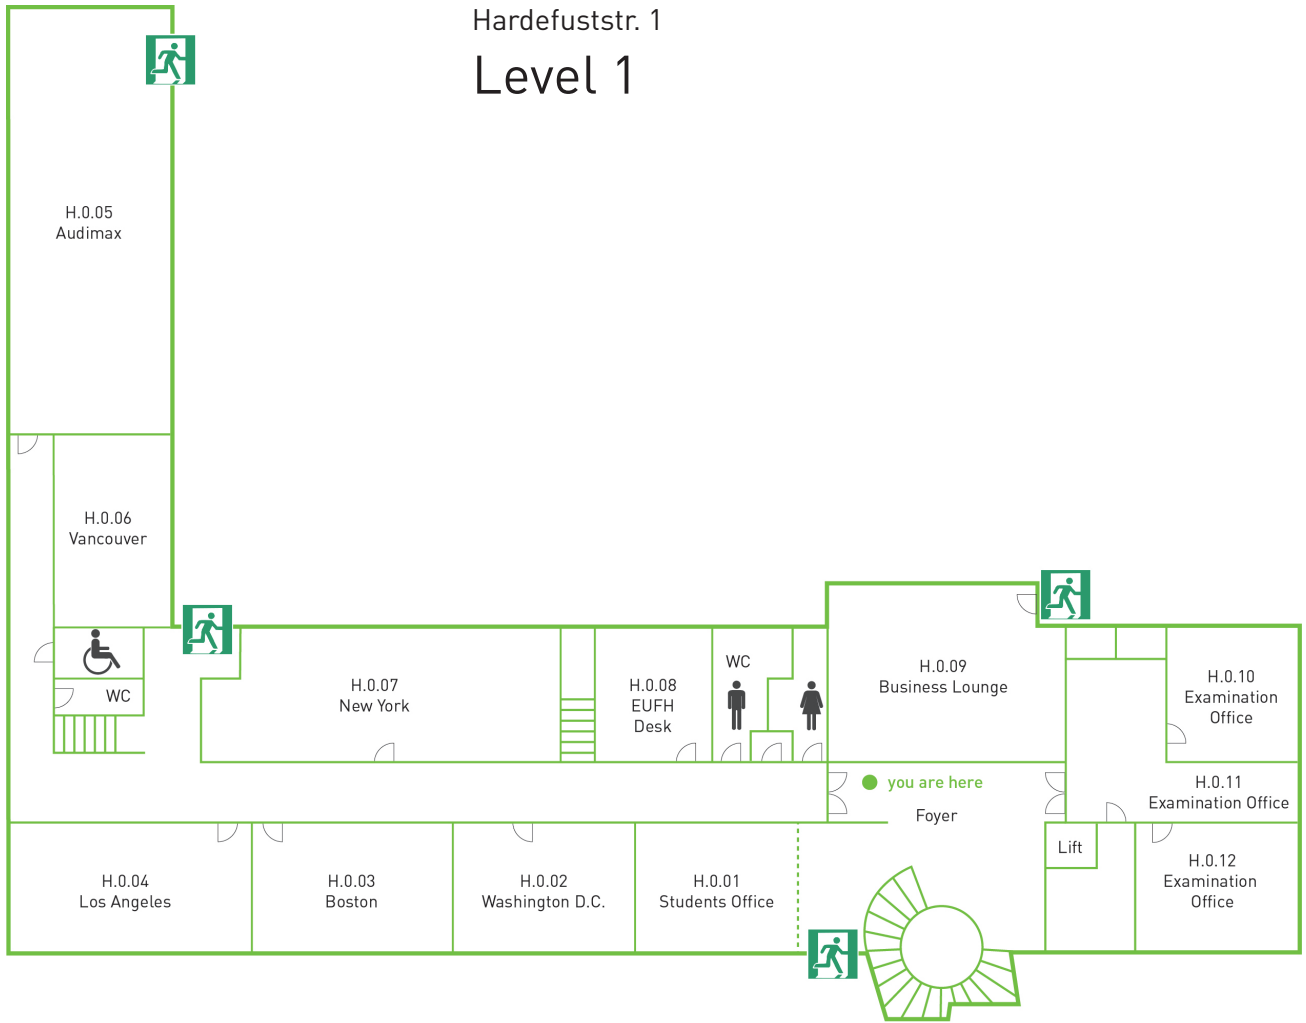 Hardefuststr. 1
Level 1
H.0.05
Audimax
H.0.06
Vancouver
WC
H.0.07
New York
H.0.08
EUFH
Desk
WC
H.0.09
Business Lounge
H.0.10
Examination
Office
you are here
Foyer
H.0.11
Examination Office
Lift
H.0.12
Examination
Office
H.0.04
Los Angeles
H.0.03
Boston
H.0.02
Washington D.C.
H.0.01
Students Office